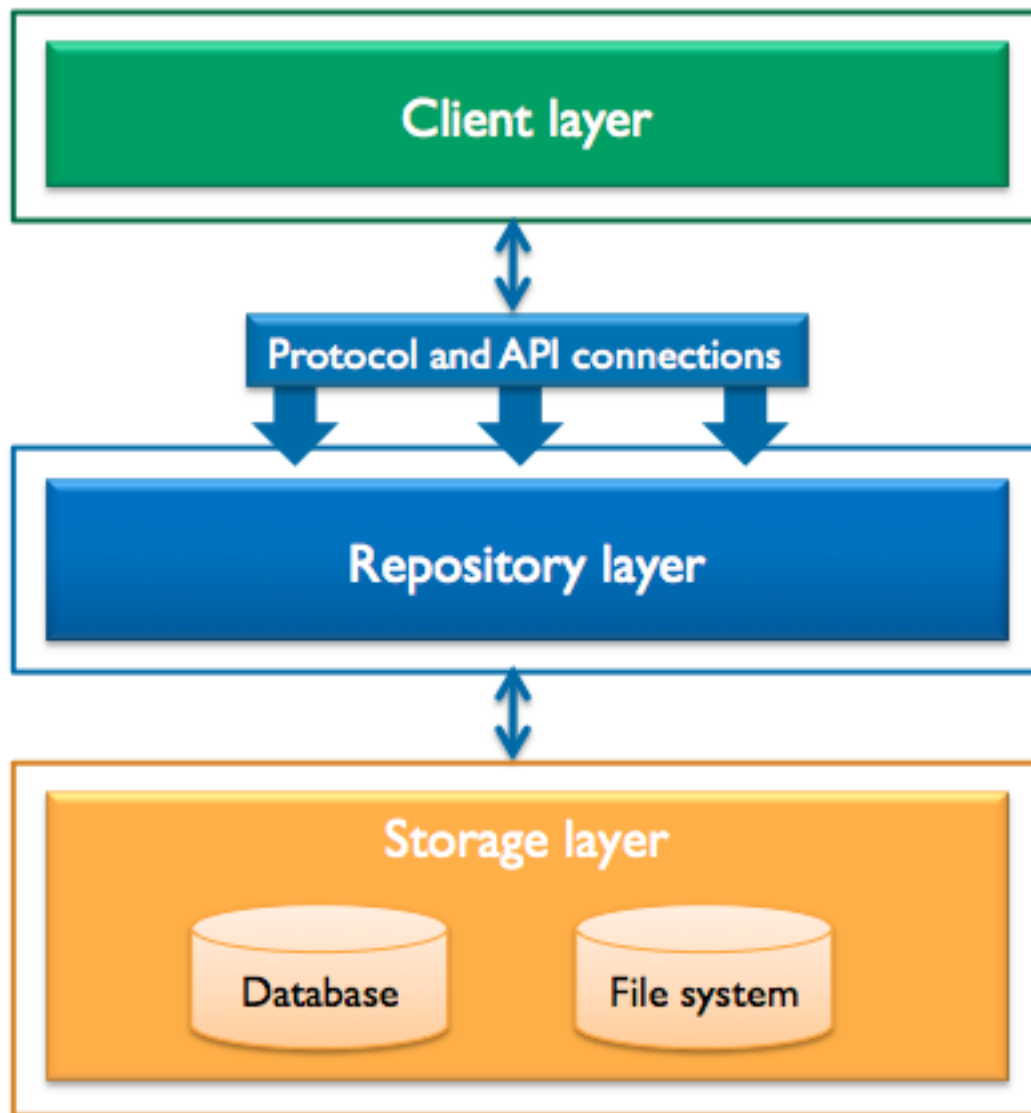 Client layer
Protocol and API connections
Repository layer
Storage layer
Database
File system